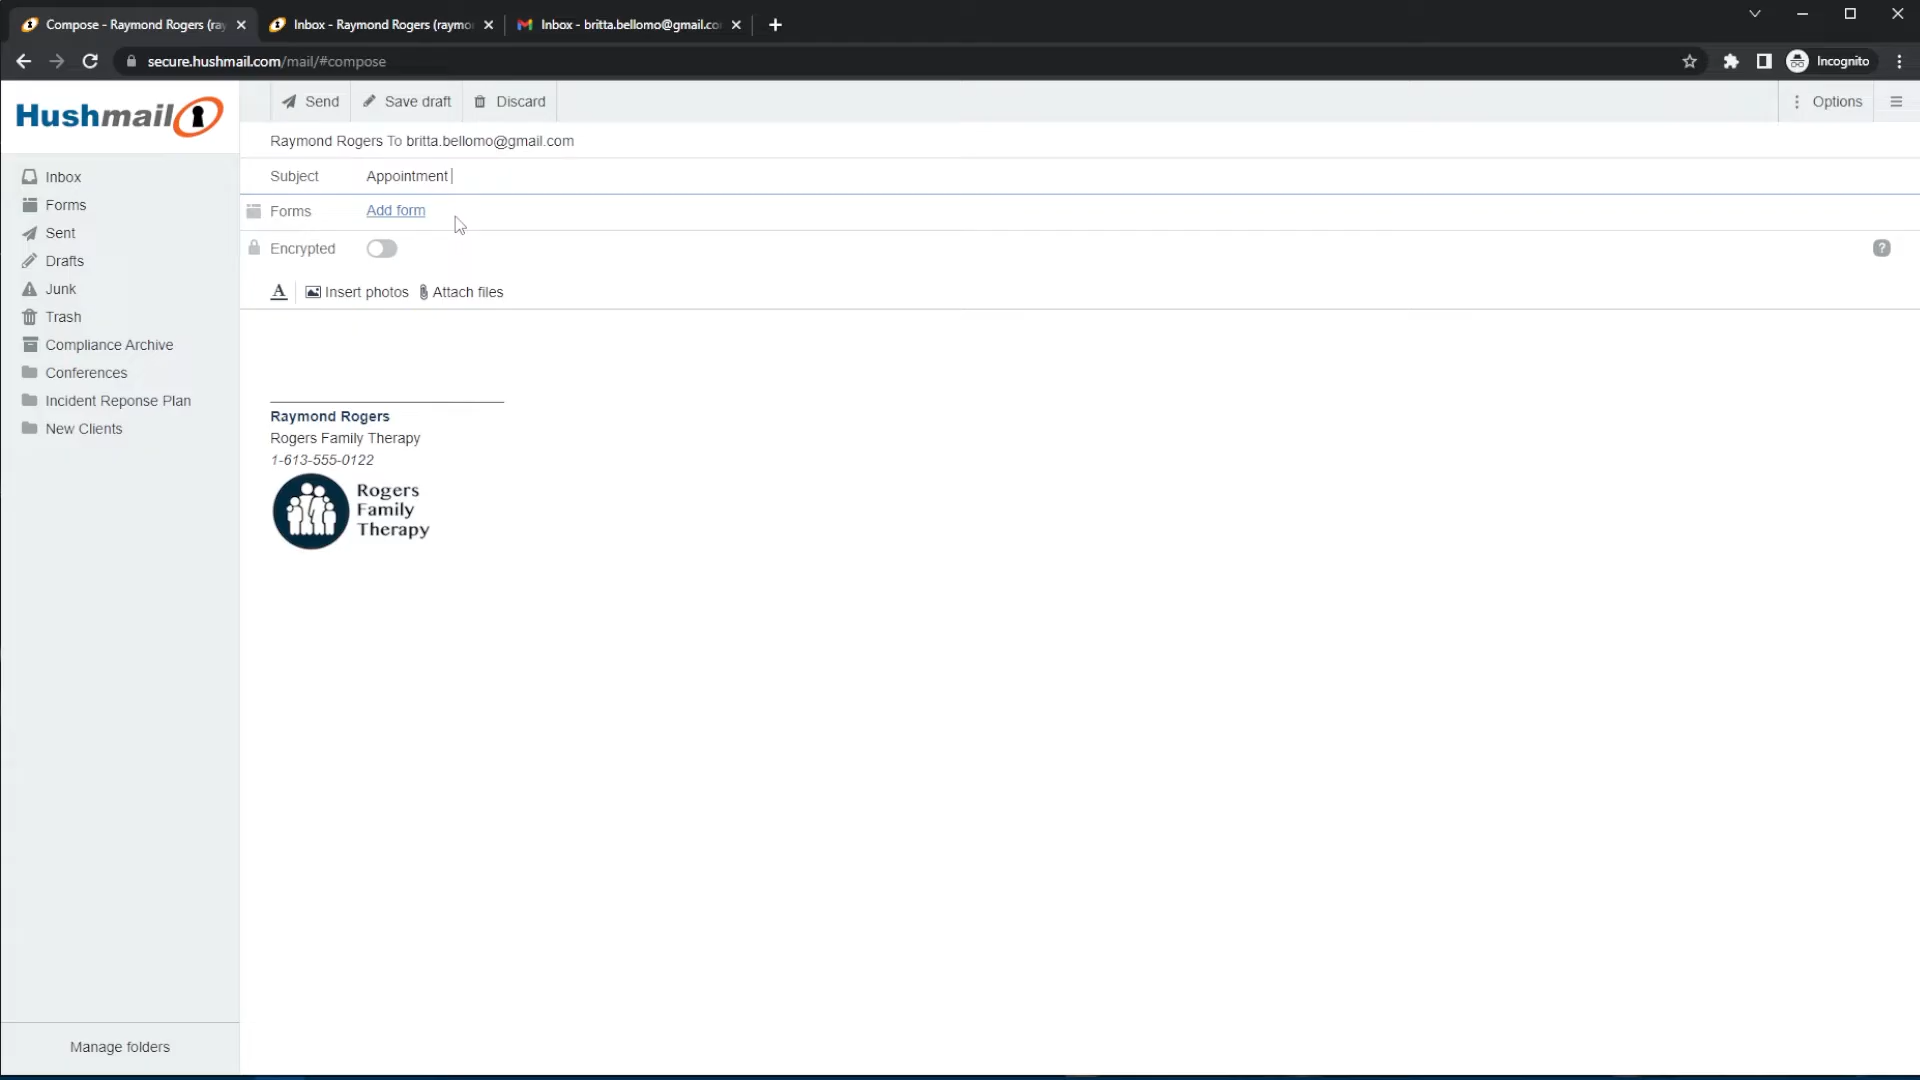 Compose - Raymond Rogers (ra
Inbox - Raymond Rogers (raymo
Inbox - britta.bellomo@gmail.co
secure.hushmail.com/mail/#compose
Incognito
Hushmail
Send
Save draft
Discard
Options
Raymond Rogers To britta.bellomo@gmail.com
Subject
Appointment
Forms
Add form
Encrypted
?
A
Insert photos
Attach files
Inbox
Forms
Sent
Drafts
Junk
Trash
Compliance Archive
Conferences
Incident Reponse Plan
New Clients
Raymond Rogers
Rogers Family Therapy
1-613-555-0122
Rogers
Family
Therapy
Manage folders